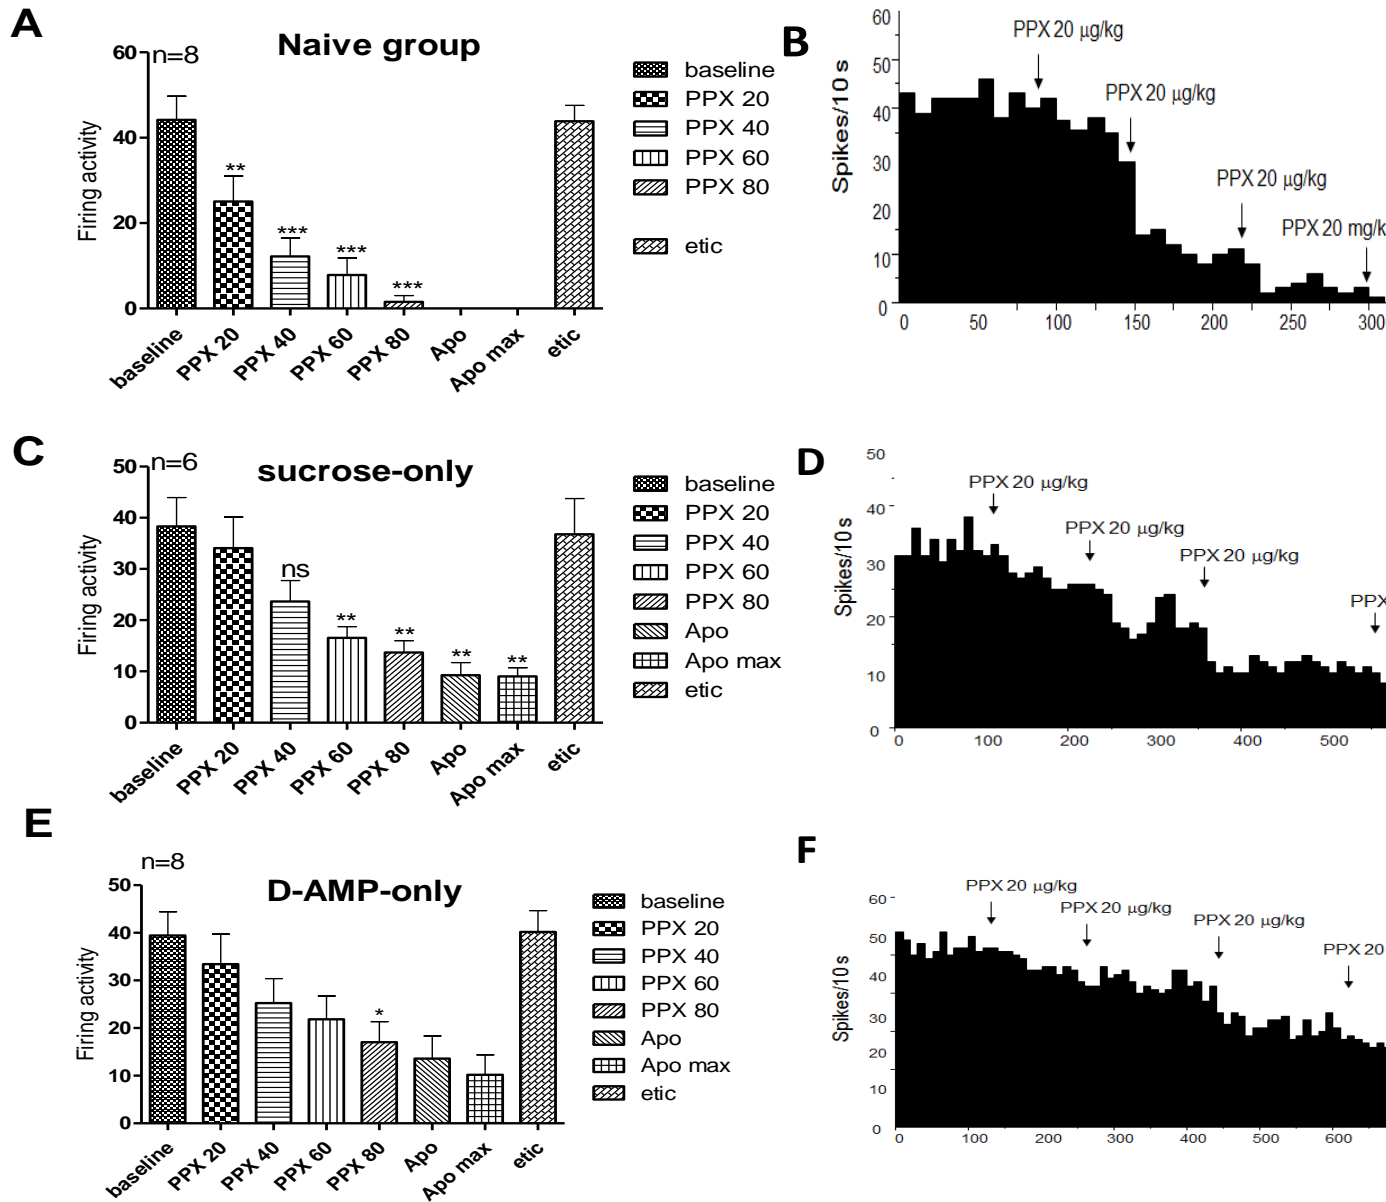 A
Naive group
n=8
Firing activity
60
40
20
0
baseline
PPX 20
PPX 40
PPX 60
PPX 80
Apo
Apo max
etic
**
***
***
***
baseline
PPX 20
PPX 40
PPX 60
PPX 80
etic
B
Spikes/10 s
60
50
40
30
20
10
0
0
50
100
150
200
250
300
PPX 20 µg/kg
PPX 20 µg/kg
PPX 20 µg/kg
PPX 20 mg/k
C
sucrose-only
n=6
Firing activity
50
40
30
20
10
0
ns
**
**
**
**
baseline
PPX 20
PPX 40
PPX 60
PPX 80
Apo
Apo max
etic
baseline
PPX 20
PPX 40
PPX 60
PPX 80
Apo
Apo max
etic
D
Spikes/10 s
50
40
30
20
10
0
0
100
200
300
400
500
PPX 20 µg/kg
PPX 20 µg/kg
PPX 20 µg/kg
PPX
E
D-AMP-only
n=8
Firing activity
50
40
30
20
10
0
*
baseline
PPX 20
PPX 40
PPX 60
PPX 80
Apo
Apo max
etic
baseline
PPX 20
PPX 40
PPX 60
PPX 80
Apo
Apo max
etic
F
Spikes/10s
60
50
40
30
20
10
0
0
100
200
300
400
500
600
PPX 20 µg/kg
PPX 20 µg/kg
PPX 20 µg/kg
PPX 20